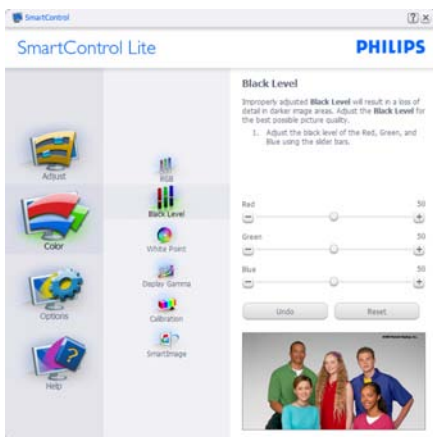 SmartControl
SmartControl Lite
PHILIPS
Adjust
Color
Options
Help
RGB
Black Level
White Point
Display Gamma
Calibration
SmartImage
Black Level
Improperly adjusted Black Level will result in a loss of
detail in darker image areas. Adjust the Black Level for
the best possible picture quality.
1. Adjust the black level of the Red, Green, and
Blue using the slider bars.
Red 50
Green 50
Blue 50
Undo Reset